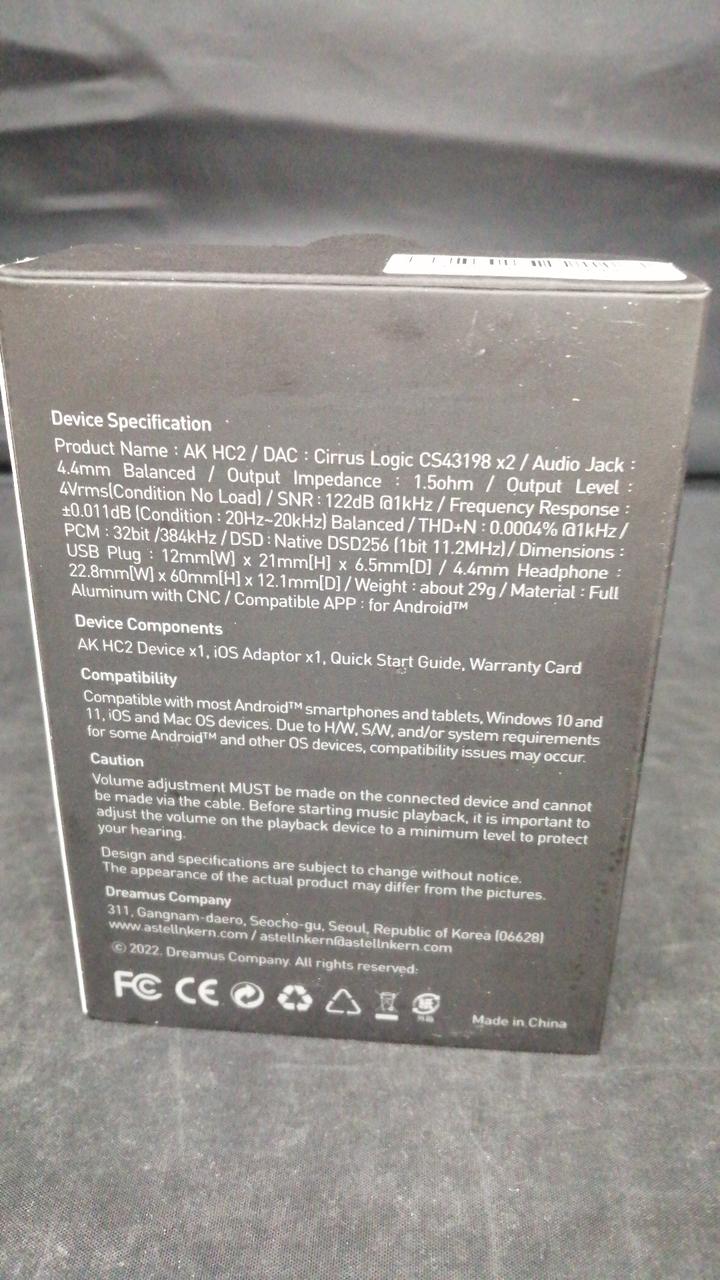 Device Specification
Product Name : AK HC2 / DAC : Cirrus Logic CS43198 x2 / Audio Jack :
4.4mm Balanced / Output Impedance : 1.5ohm / Output Level :
4Vrms(Condition No Load) / SNR : 122dB @1kHz / Frequency Response :
±0.011dB (Condition : 20Hz~20kHz) Balanced / THD+N : 0.0004% @1kHz /
PCM : 32bit /384kHz / DSD : Native DSD256 (1bit 11.2MHz) / Dimensions :
USB Plug : 12mm[W] x 21mm[H] x 6.5mm[D] / 4.4mm Headphone :
22.8mm[W] x 60mm[H] x 12.1mm[D] / Weight : about 29g / Material : Full
Aluminum with CNC / Compatible APP : for Android™
Device Components
AK HC2 Device x1, iOS Adaptor x1, Quick Start Guide, Warranty Card
Compatibility
Compatible with most Android™ smartphones and tablets, Windows 10 and
11, iOS and Mac OS devices. Due to H/W, S/W, and/or system requirements
for some Android™ and other OS devices, compatibility issues may occur.
Caution
Volume adjustment MUST be made on the connected device and cannot
be made via the cable. Before starting music playback, it is important to
adjust the volume on the playback device to a minimum level to protect
your hearing.
Design and specifications are subject to change without notice.
The appearance of the actual product may differ from the pictures.
Dreamus Company
311, Gangnam-daero, Seocho-gu, Seoul, Republic of Korea (06628)
www.astellnkern.com / astellnkern@astellnkern.com
ⓒ 2022. Dreamus Company. All rights reserved.
FC CE
Made in China